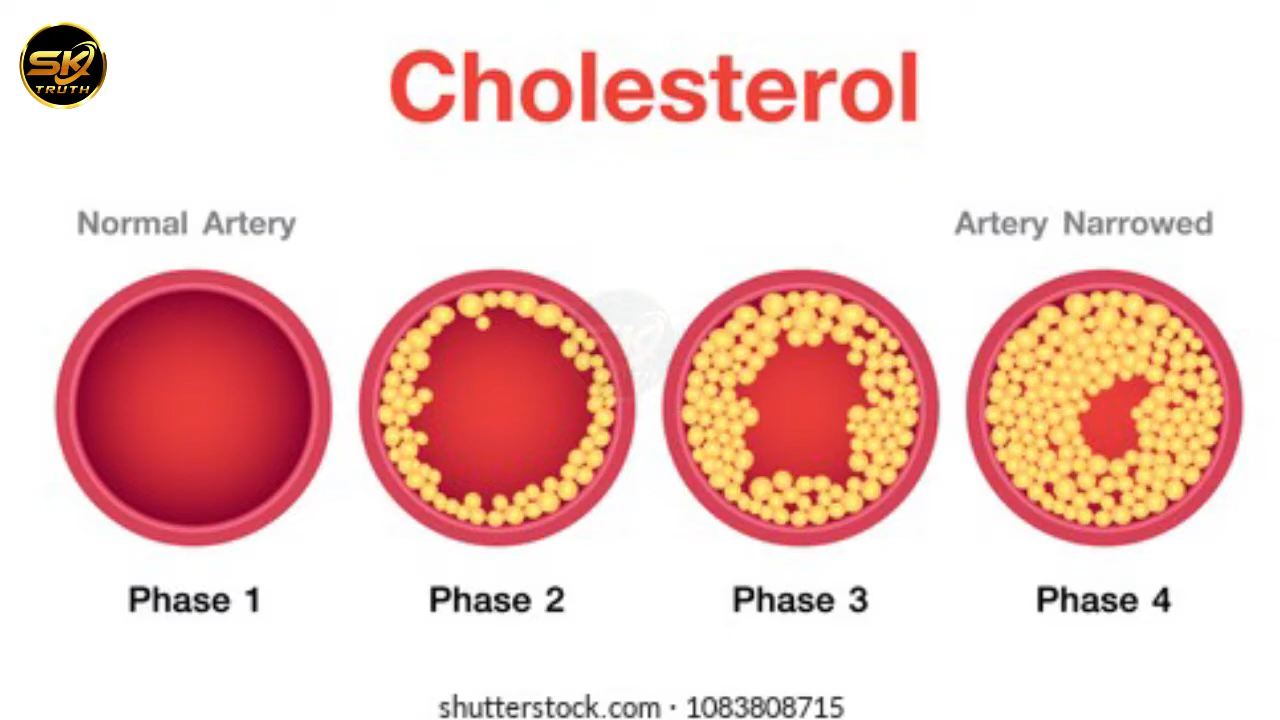 SK
TRUTH
Cholesterol
Normal Artery
Artery Narrowed
Phase 1
Phase 2
Phase 3
Phase 4
shutterstock.com · 1083808715